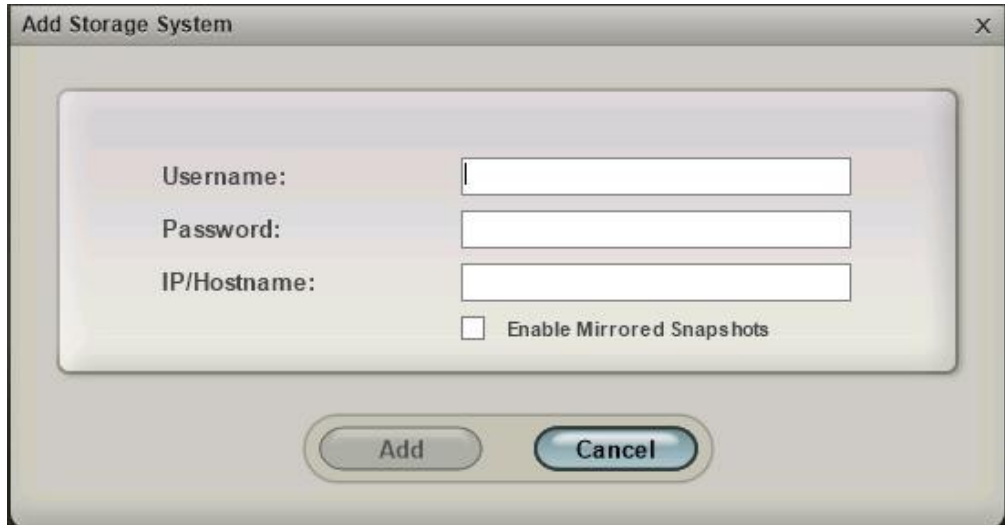 Add Storage System X
Username:
Password:
IP/Hostname:
Enable Mirrored Snapshots
Add Cancel